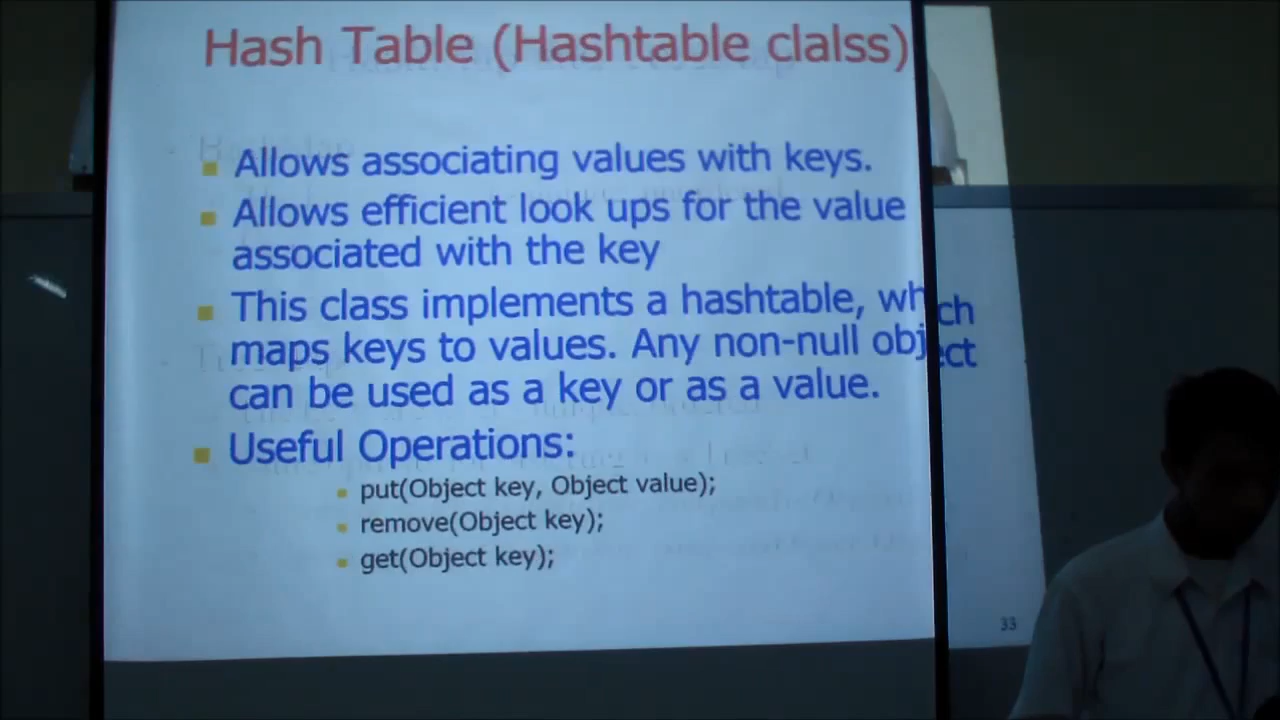 Hash Table (Hashtable clalss)
Allows associating values with keys.
Allows efficient look ups for the value
associated with the key
This class implements a hashtable, which
maps keys to values. Any non-null object
can be used as a key or as a value.
Useful Operations:
put(Object key, Object value);
remove(Object key);
get(Object key);
33